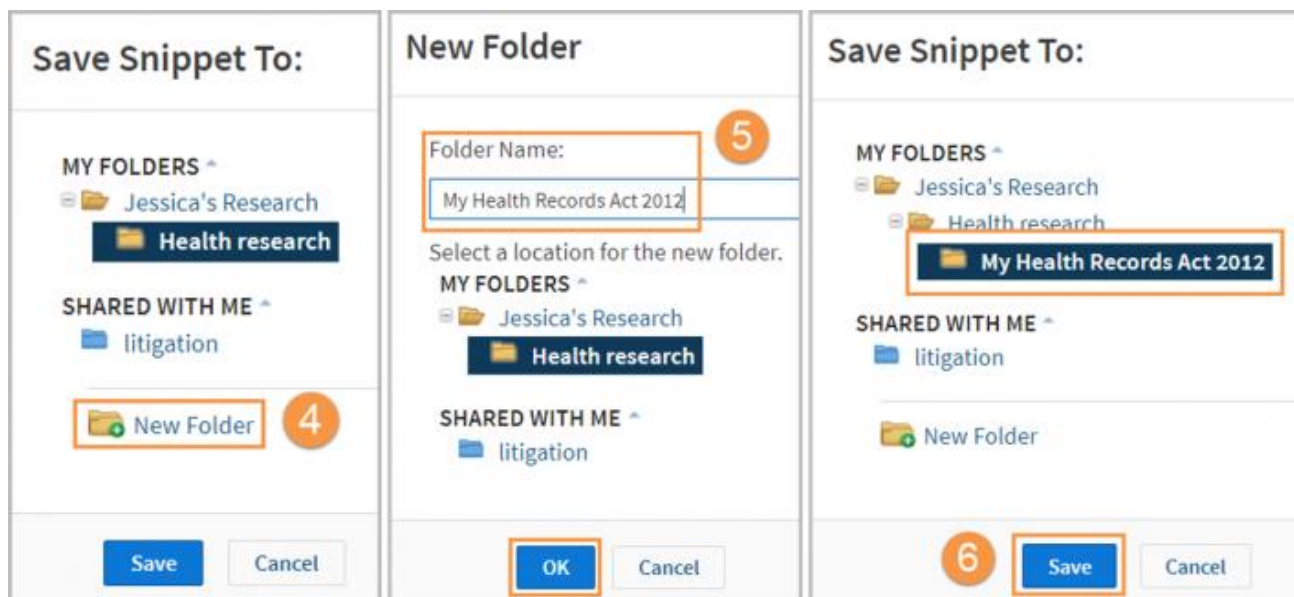 Save Snippet To:
MY FOLDERS
Jessica's Research
Health research
SHARED WITH ME
litigation
New Folder
4
Save
Cancel
New Folder
5
Folder Name:
My Health Records Act 2012
Select a location for the new folder.
MY FOLDERS
Jessica's Research
Health research
SHARED WITH ME
litigation
OK
Cancel
Save Snippet To:
MY FOLDERS
Jessica's Research
Health research
My Health Records Act 2012
SHARED WITH ME
litigation
New Folder
6
Save
Cancel